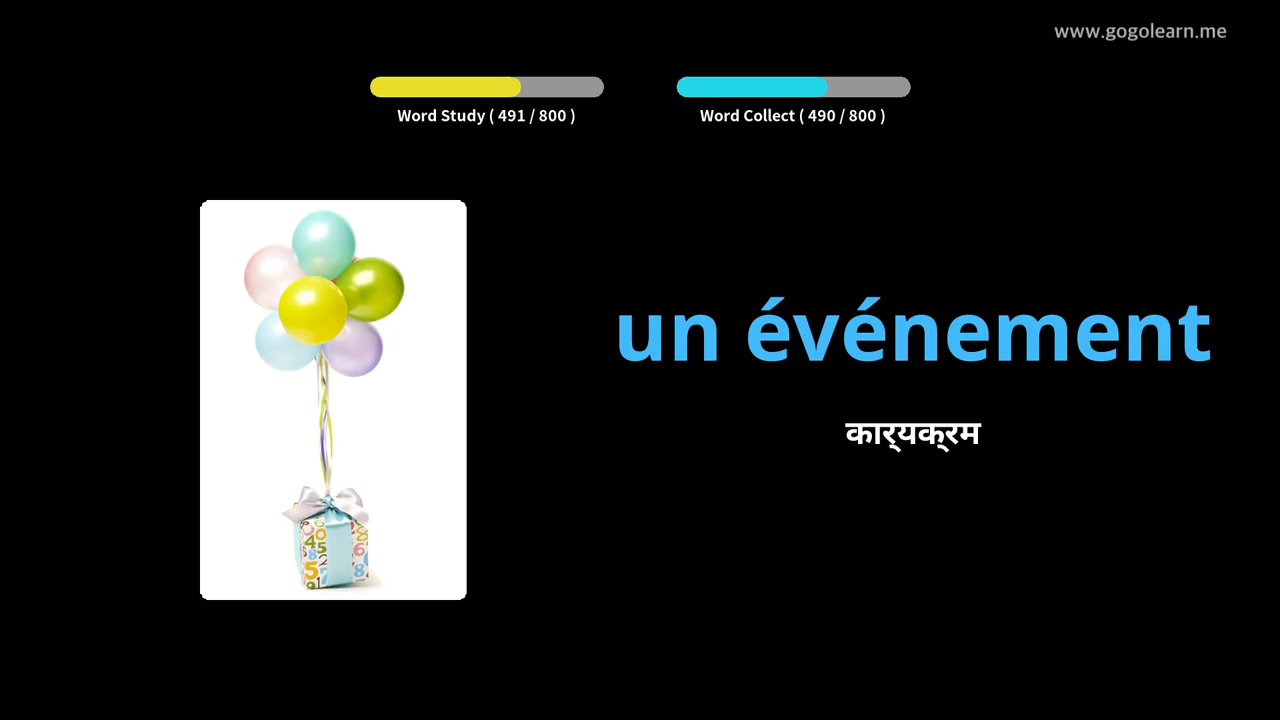 www.gogolearn.me
Word Study ( 491 / 800 )
Word Collect ( 490 / 800 )
un événement
कार्यक्रम